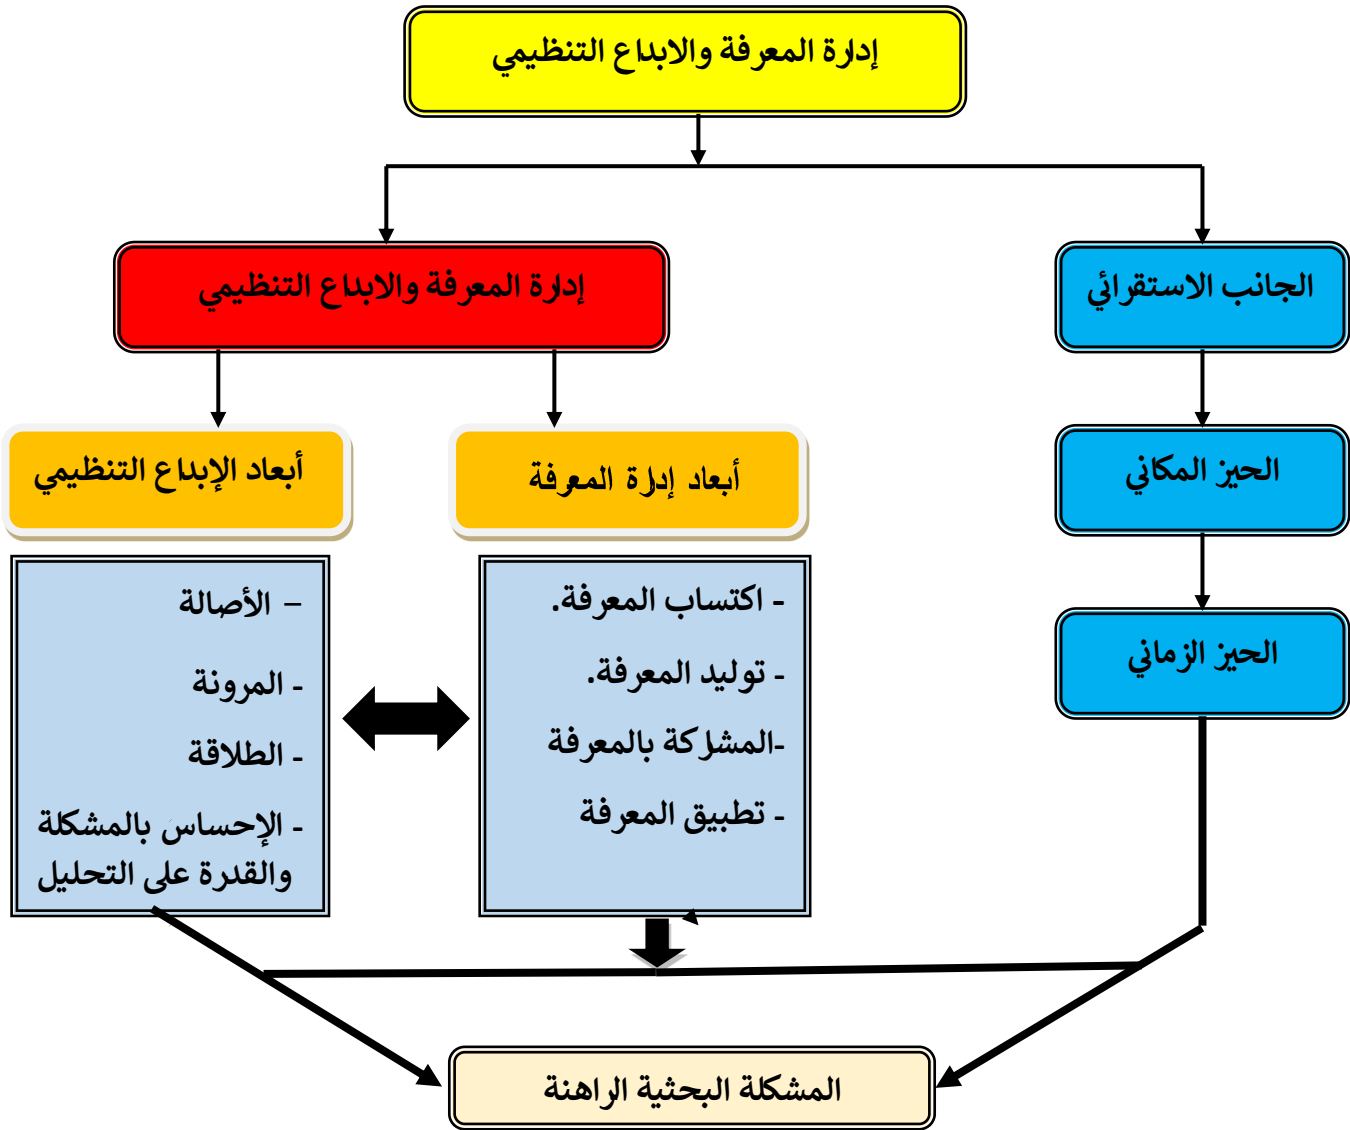 إدارة المعرفة والابداع التنظيمي
الجانب الاستقرائي
إدارة المعرفة والابداع التنظيمي
الحيز المكاني
أبعاد إدارة المعرفة
أبعاد الإبداع التنظيمي
الحيز الزماني
- اكتساب المعرفة.
- توليد المعرفة.
-المشاركة بالمعرفة
- تطبيق المعرفة
– الأصالة
- المرونة
- الطلاقة
- الإحساس بالمشكلة
والقدرة على التحليل
المشكلة البحثية الراهنة